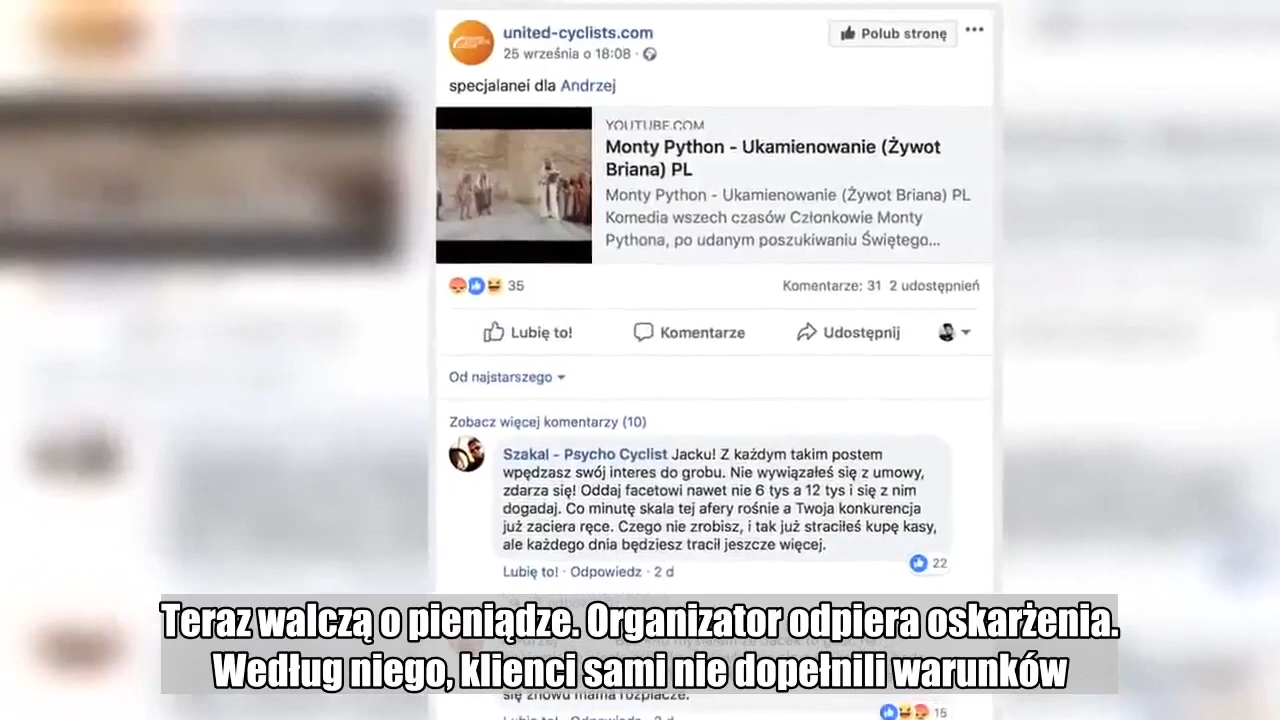 united-cyclists.com
Polub stronę
25 września o 18:08
specjalanei dla Andrzej
YOUTUBE.COM
Monty Python - Ukamienowanie (Żywot
Briana) PL
Monty Python - Ukamienowanie (Żywot Briana) PL
Komedia wszech czasów Członkowie Monty
Pythona, po udanym poszukiwaniu Świętego...
35
Komentarze: 31 2 udostępnień
Lubię to! Komentarze Udostępnij
Od najstarszego
Zobacz więcej komentarzy (10)
Szakal - Psycho Cyclist Jacku! Z każdym takim postem
wpędzasz swój interes do grobu. Nie wywiązałeś się z umowy,
zdarza się! Oddaj facetowi nawet nie 6 tys a 12 tys i się z nim
dogadaj. Co minutę skala tej afery rośnie a Twoja konkurencja
już zaciera ręce. Czego nie zrobisz, i tak już straciłeś kupę kasy,
ale każdego dnia będziesz tracił jeszcze więcej.
22
Lubię to! · Odpowiedz · 2 d
Teraz walczą o pieniądze. Organizator odpiera oskarżenia.
Według niego, klienci sami nie dopełnili warunków
się znowu mama rozpłacze.
15